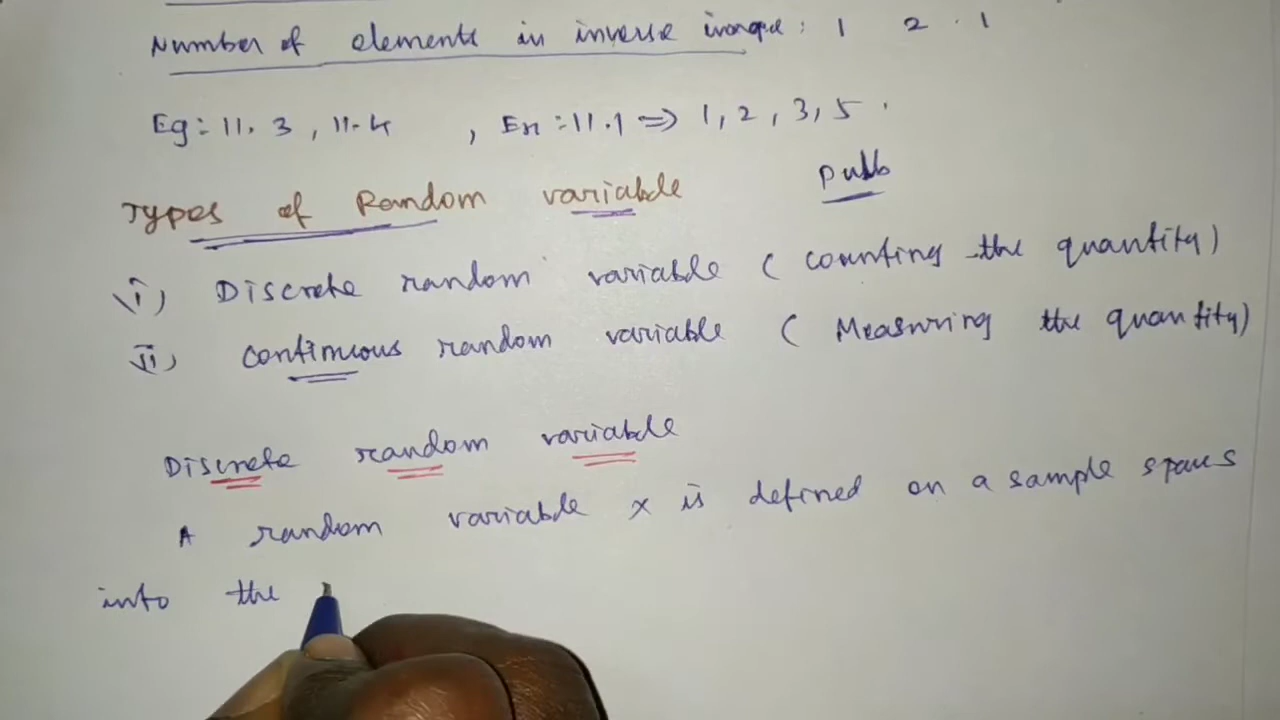 Number of elements in inverse image : 1 2 . 1
Eg : 11.3 , 11.4 , Ex : 11.1 => 1, 2, 3, 5 .
Types of Random variable
(i) Discrete random variable ( counting the quantity )
(ii) continuous random variable ( Measuring the quantity )
Discrete random variable
A random variable x is defined on a sample spaces
into the